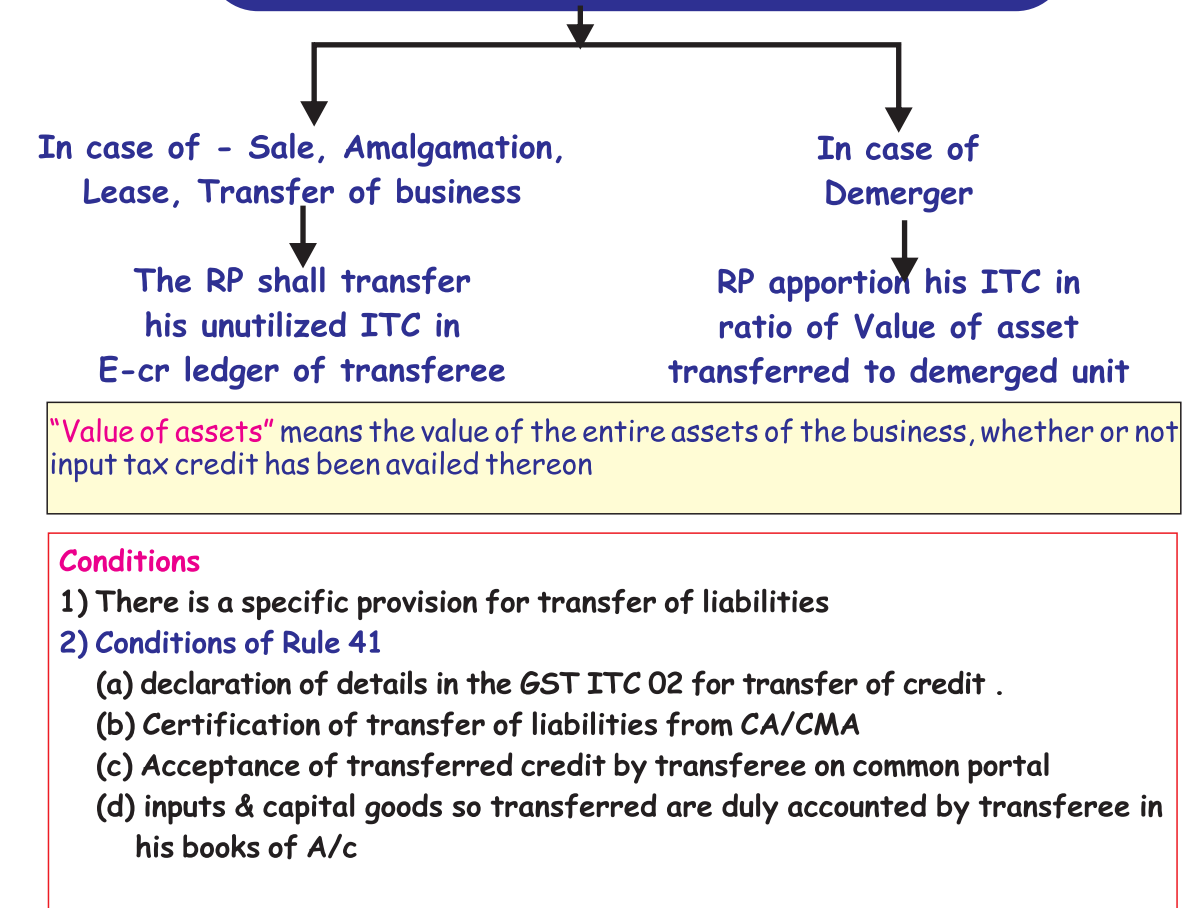 In case of - Sale, Amalgamation,
Lease, Transfer of business
The RP shall transfer
his unutilized ITC in
E-cr ledger of transferee
In case of
Demerger
RP apportion his ITC in
ratio of Value of asset
transferred to demerged unit
“Value of assets” means the value of the entire assets of the business, whether or not
input tax credit has been availed thereon
Conditions
1) There is a specific provision for transfer of liabilities
2) Conditions of Rule 41
(a) declaration of details in the GST ITC 02 for transfer of credit .
(b) Certification of transfer of liabilities from CA/CMA
(c) Acceptance of transferred credit by transferee on common portal
(d) inputs & capital goods so transferred are duly accounted by transferee in
his books of A/c